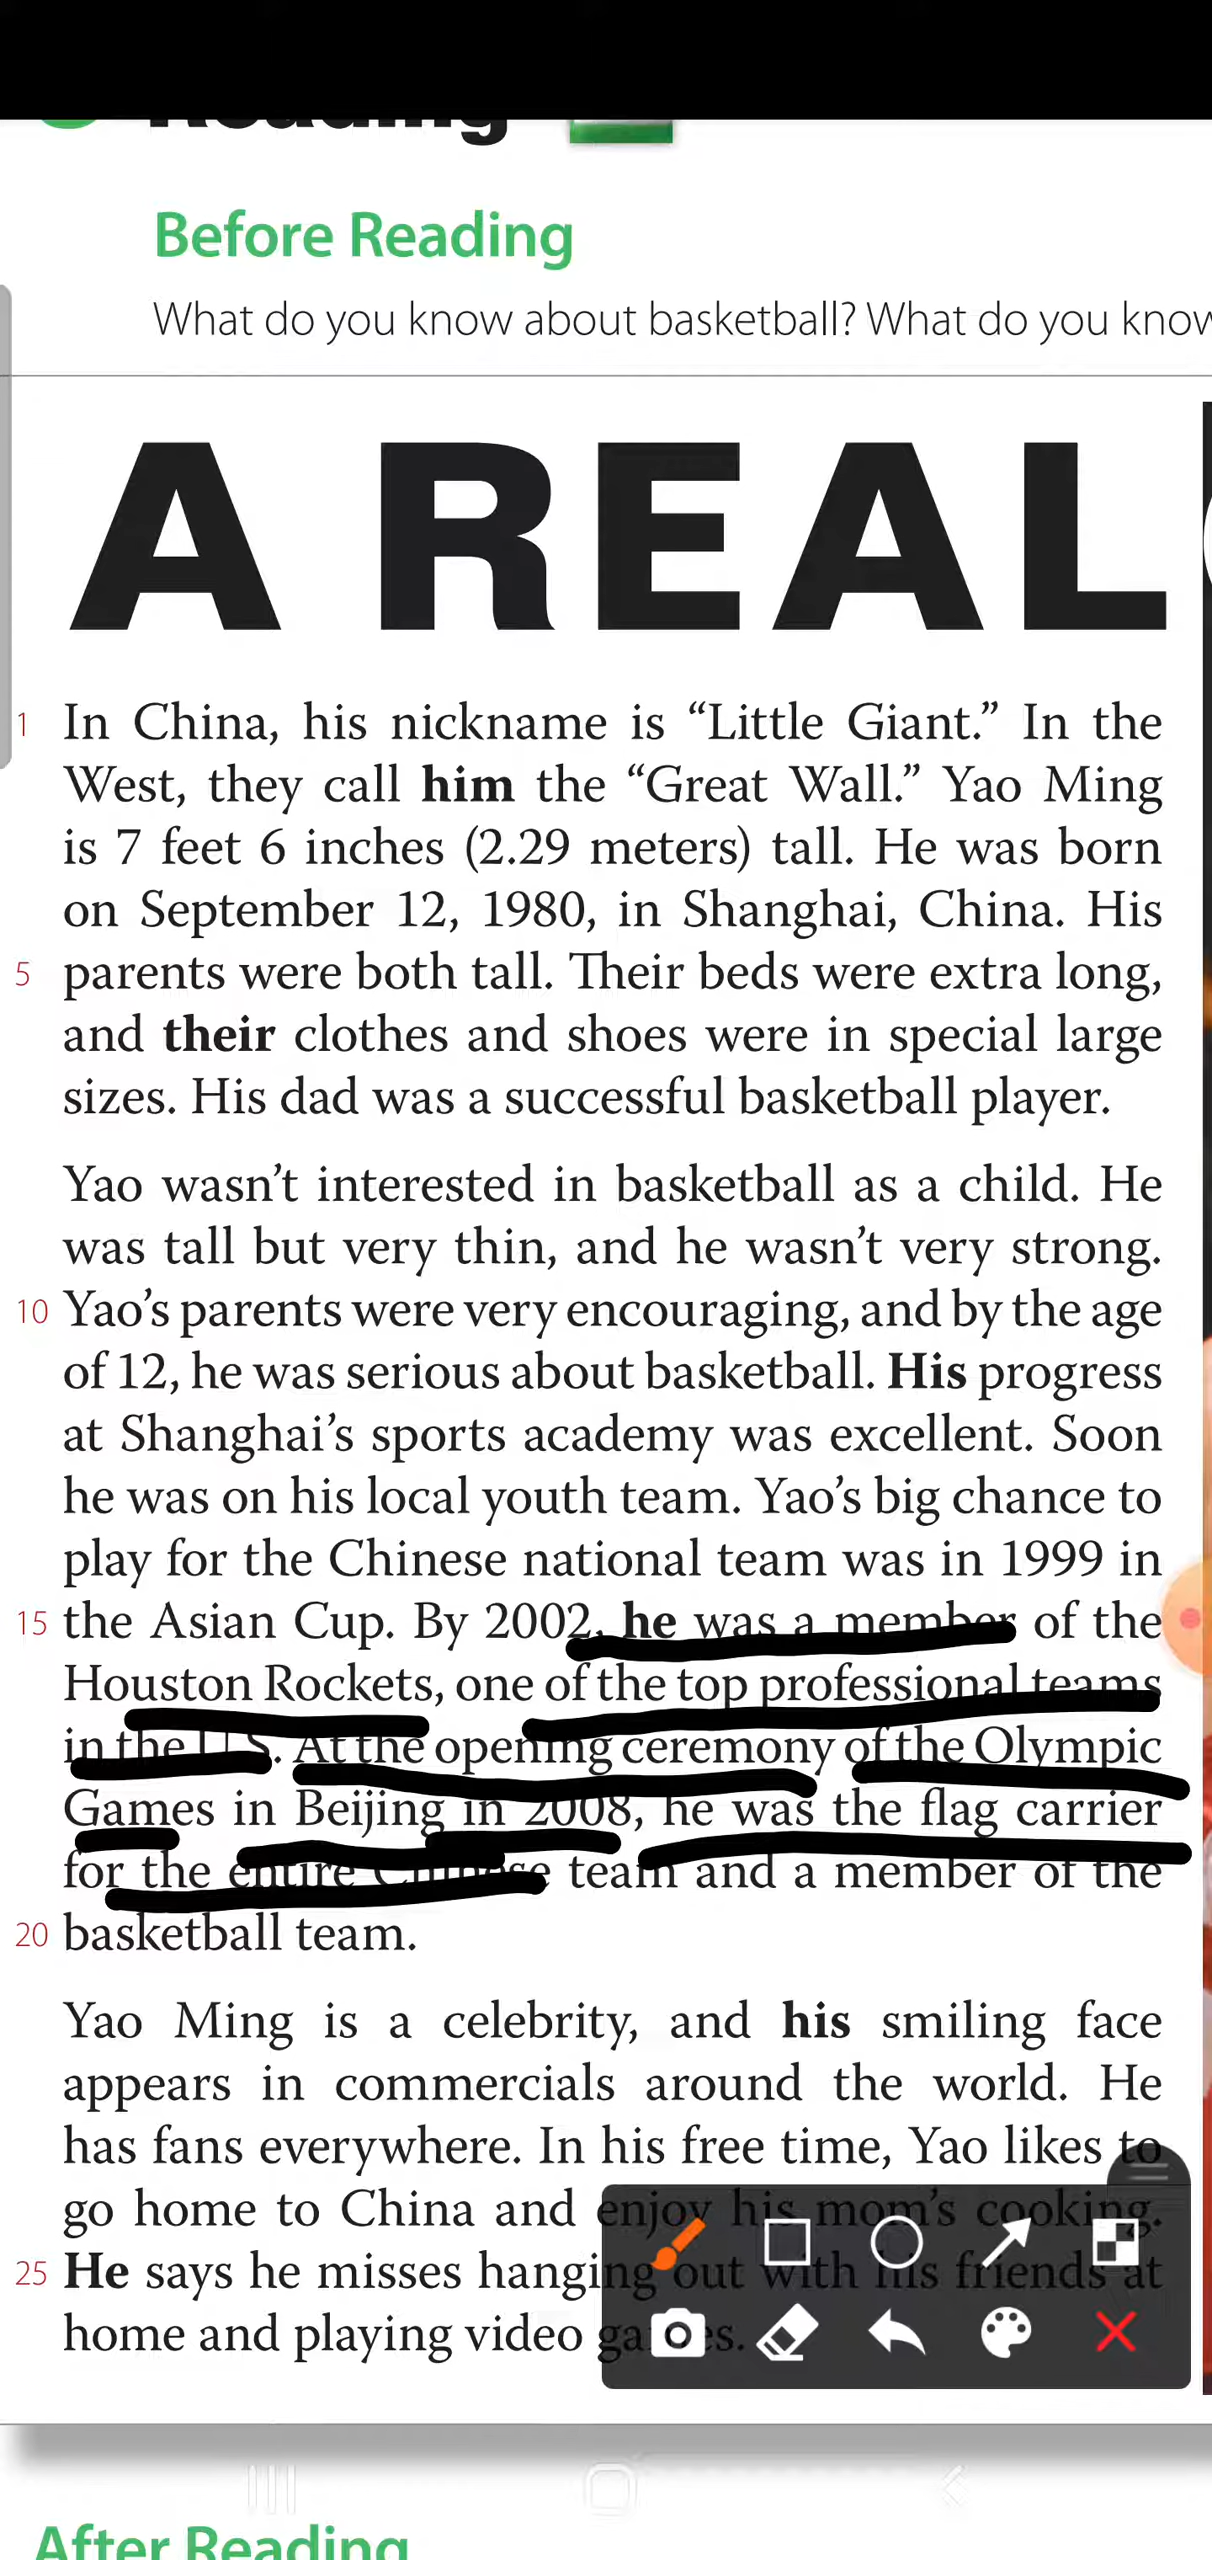 Reading
Before Reading
What do you know about basketball? What do you know
A REAL
1 In China, his nickname is “Little Giant.” In the
West, they call him the “Great Wall.” Yao Ming
is 7 feet 6 inches (2.29 meters) tall. He was born
on September 12, 1980, in Shanghai, China. His
5 parents were both tall. Their beds were extra long,
and their clothes and shoes were in special large
sizes. His dad was a successful basketball player.
Yao wasn’t interested in basketball as a child. He
was tall but very thin, and he wasn’t very strong.
10 Yao’s parents were very encouraging, and by the age
of 12, he was serious about basketball. His progress
at Shanghai’s sports academy was excellent. Soon
he was on his local youth team. Yao’s big chance to
play for the Chinese national team was in 1999 in
15 the Asian Cup. By 2002, he was a member of the
Houston Rockets, one of the top professional teams
in the U.S. At the opening ceremony of the Olympic
Games in Beijing in 2008, he was the flag carrier
for the entire Chinese team and a member of the
20 basketball team.
Yao Ming is a celebrity, and his smiling face
appears in commercials around the world. He
has fans everywhere. In his free time, Yao likes to
go home to China and enjoy his mom’s cooking.
25 He says he misses hanging out with his friends at
home and playing video games.
After Reading